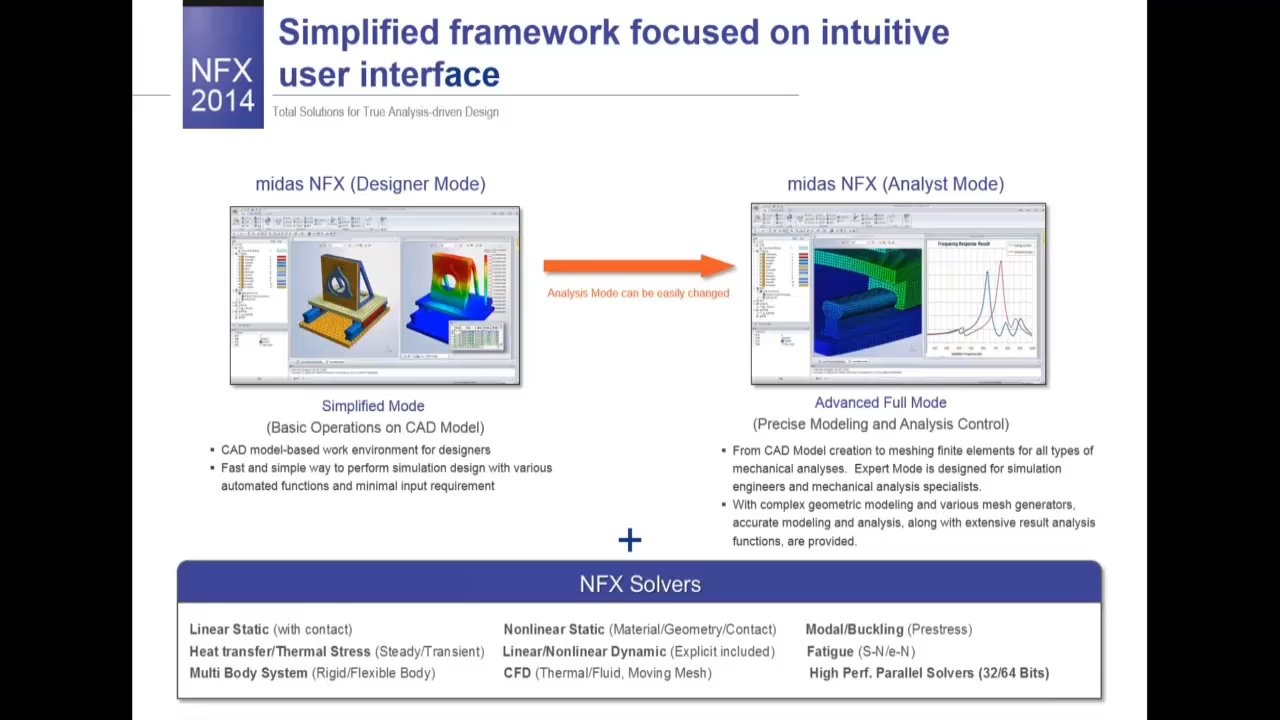 Simplified framework focused on intuitive
user interface
NFX
2014
Total Solutions for True Analysis-driven Design
midas NFX (Designer Mode)
midas NFX (Analyst Mode)
Frequency Response Result
Analysis Mode can be easily changed
Simplified Mode
(Basic Operations on CAD Model)
▪ CAD model-based work environment for designers
▪ Fast and simple way to perform simulation design with various
automated functions and minimal input requirement
Advanced Full Mode
(Precise Modeling and Analysis Control)
▪ From CAD Model creation to meshing finite elements for all types of
mechanical analyses. Expert Mode is designed for simulation
engineers and mechanical analysis specialists.
▪ With complex geometric modeling and various mesh generators,
accurate modeling and analysis, along with extensive result analysis
functions, are provided.
+
NFX Solvers
Linear Static (with contact)
Heat transfer/Thermal Stress (Steady/Transient)
Multi Body System (Rigid/Flexible Body)
Nonlinear Static (Material/Geometry/Contact)
Linear/Nonlinear Dynamic (Explicit included)
CFD (Thermal/Fluid, Moving Mesh)
Modal/Buckling (Prestress)
Fatigue (S-N/e-N)
High Perf. Parallel Solvers (32/64 Bits)